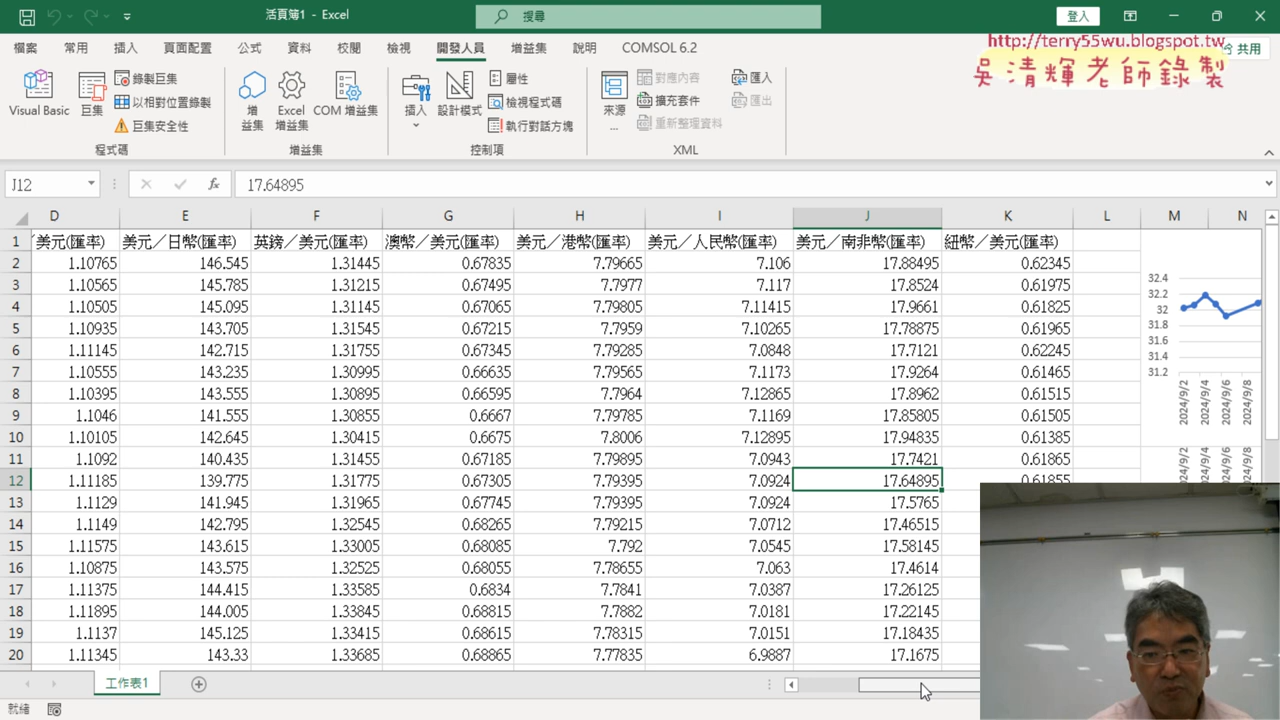 活頁簿1 - Excel
搜尋
登入
檔案 常用 插入 頁面配置 公式 資料 校閱 檢視 開發人員 增益集 說明 COMSOL 6.2
共用
http://terry55wu.blogspot.tw
吳清輝老師錄製
Visual Basic
巨集
錄製巨集
以相對位置錄製
巨集安全性
程式碼
增益集
Excel 增益集
COM 增益集
增益集
插入
設計模式
屬性
檢視程式碼
執行對話方塊
控制項
來源...
對應內容
擴充套件
重新整理資料
匯入
匯出
XML
J12
fx
17.64895
D E F G H I J K L M N
1 美元(匯率) 美元／日幣(匯率) 英鎊／美元(匯率) 澳幣／美元(匯率) 美元／港幣(匯率) 美元／人民幣(匯率) 美元／南非幣(匯率) 紐幣／美元(匯率)
2 1.10765 146.545 1.31445 0.67835 7.79665 7.106 17.88495 0.62345
3 1.10565 145.785 1.31215 0.67495 7.7977 7.117 17.8524 0.61975
4 1.10505 145.095 1.31145 0.67065 7.79805 7.11415 17.9661 0.61825
5 1.10935 143.705 1.31545 0.67215 7.7959 7.10265 17.78875 0.61965
6 1.11145 142.715 1.31755 0.67345 7.79285 7.0848 17.7121 0.62245
7 1.10555 143.235 1.30995 0.66635 7.79565 7.1173 17.9264 0.61465
8 1.10395 143.555 1.30895 0.66595 7.7964 7.12865 17.8962 0.61515
9 1.1046 141.555 1.30855 0.6667 7.79785 7.1169 17.85805 0.61505
10 1.10105 142.645 1.30415 0.6675 7.8006 7.12895 17.94835 0.61385
11 1.1092 140.435 1.31455 0.67185 7.79895 7.0943 17.7421 0.61865
12 1.11185 139.775 1.31775 0.67305 7.79395 7.0924 17.64895 0.61855
13 1.1129 141.945 1.31965 0.67745 7.79395 7.0924 17.5765
14 1.1149 142.795 1.32545 0.68265 7.79215 7.0712 17.46515
15 1.11575 143.615 1.33005 0.68085 7.792 7.0545 17.58145
16 1.10875 143.575 1.32525 0.68055 7.78655 7.063 17.4614
17 1.11375 144.415 1.33585 0.6834 7.7841 7.0387 17.26125
18 1.11895 144.005 1.33845 0.68815 7.7882 7.0181 17.22145
19 1.1137 145.125 1.33415 0.68615 7.78315 7.0151 17.18435
20 1.11345 143.33 1.33685 0.68865 7.77835 6.9887 17.1675
32.4
32.2
32
31.8
31.6
31.4
31.2
2024/9/2 2024/9/4 2024/9/6 2024/9/8
2024/9/2 2024/9/4 2024/9/6 2024/9/8
工作表1
就緒